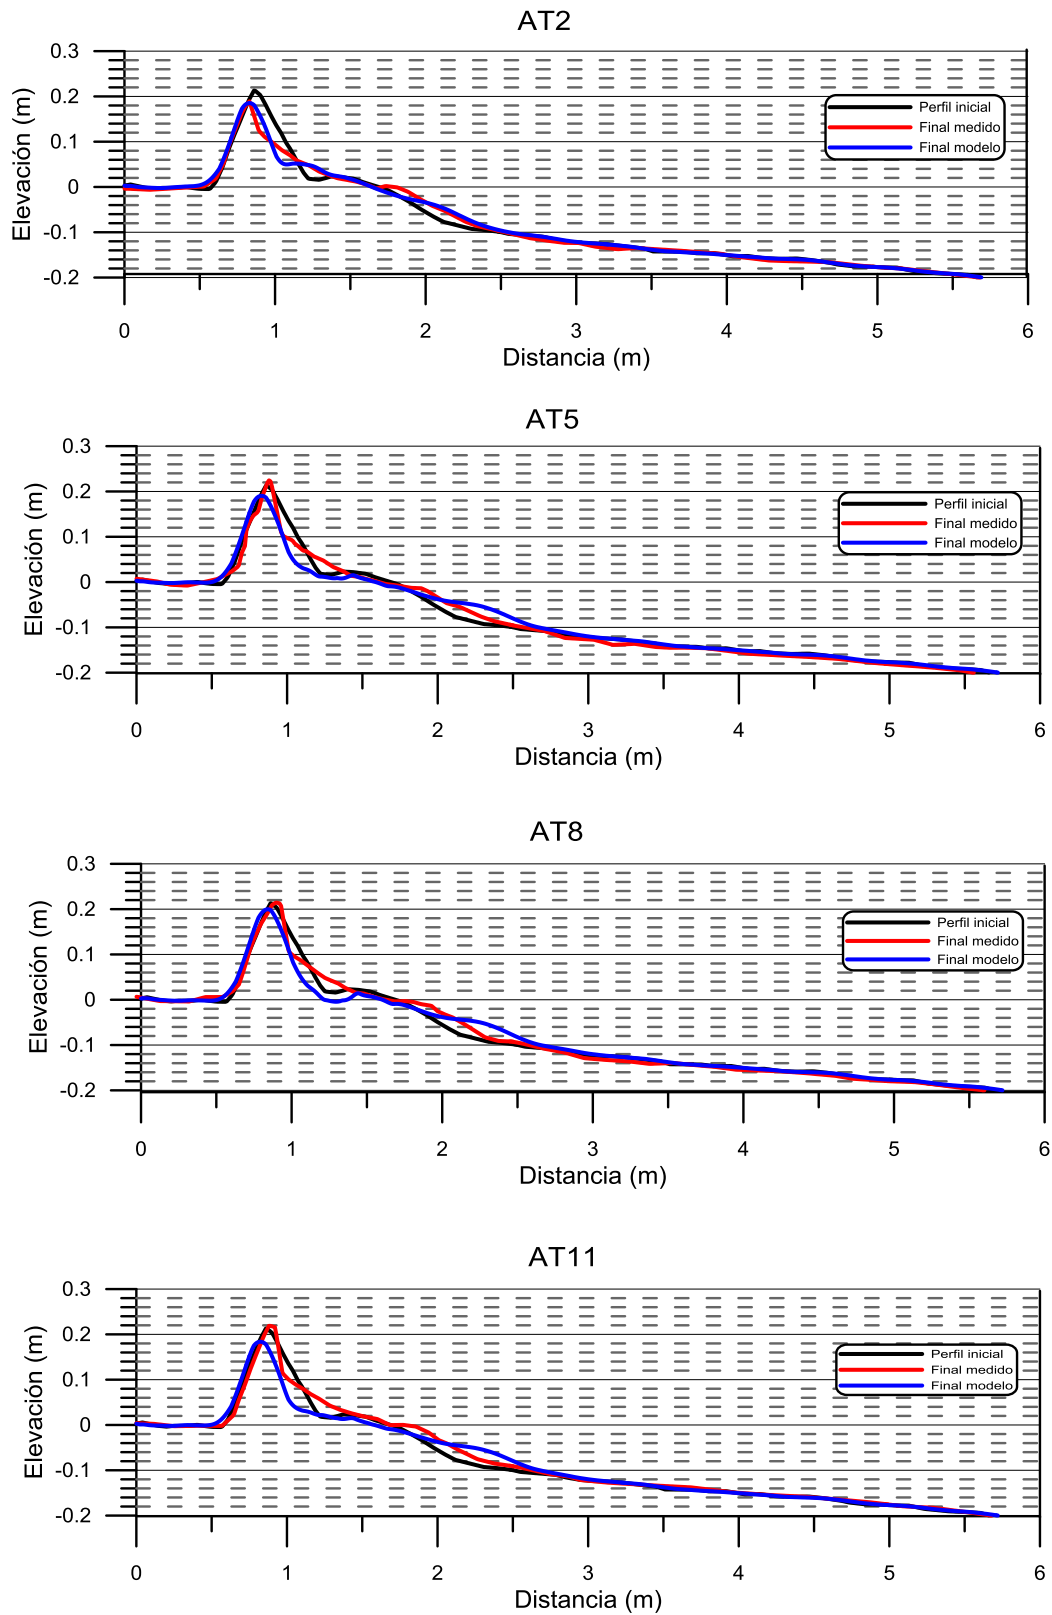 AT2
0.3
0.2
0.1
0
-0.1
-0.2
Elevación (m)
Perfil inicial
Final medido
Final modelo
0 1 2 3 4 5 6
Distancia (m)
AT5
0.3
0.2
0.1
0
-0.1
-0.2
Elevación (m)
Perfil inicial
Final medido
Final modelo
0 1 2 3 4 5 6
Distancia (m)
AT8
0.3
0.2
0.1
0
-0.1
-0.2
Elevación (m)
Perfil inicial
Final medido
Final modelo
0 1 2 3 4 5 6
Distancia (m)
AT11
0.3
0.2
0.1
0
-0.1
-0.2
Elevación (m)
Perfil inicial
Final medido
Final modelo
0 1 2 3 4 5 6
Distancia (m)